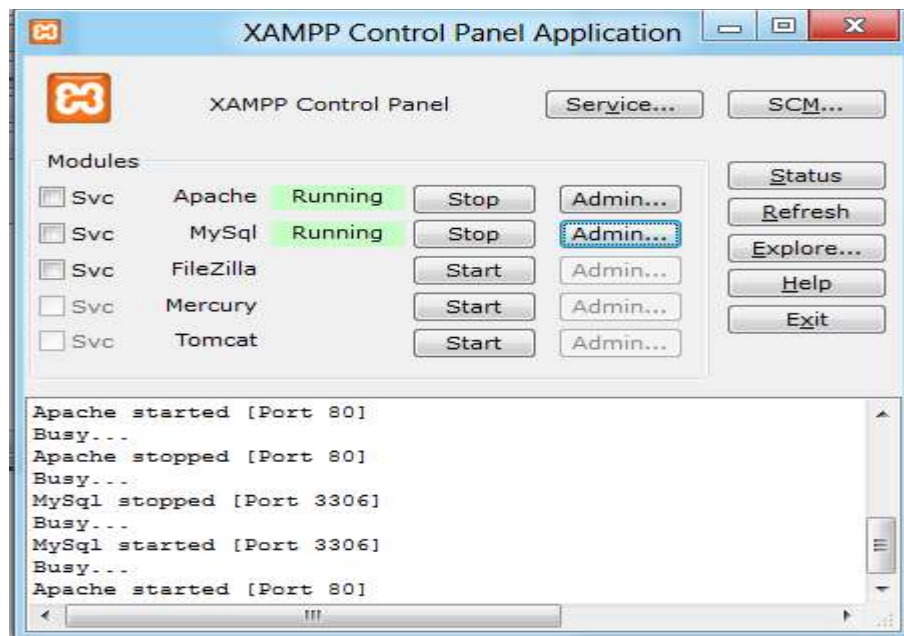 XAMPP Control Panel Application
XAMPP Control Panel Service... SCM...
Modules
Svc Apache Running Stop Admin...
Svc MySql Running Stop Admin...
Svc FileZilla Start Admin...
Svc Mercury Start Admin...
Svc Tomcat Start Admin...
Status
Refresh
Explore...
Help
Exit
Apache started [Port 80]
Busy...
Apache stopped [Port 80]
Busy...
MySql stopped [Port 3306]
Busy...
MySql started [Port 3306]
Busy...
Apache started [Port 80]